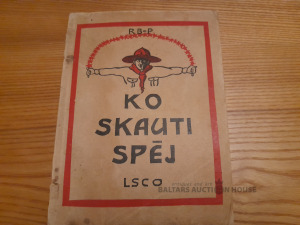 R.B-P.
KO
SKAUTI
SPĒJ
LSCO
BALTARS AUCTION HOUSE